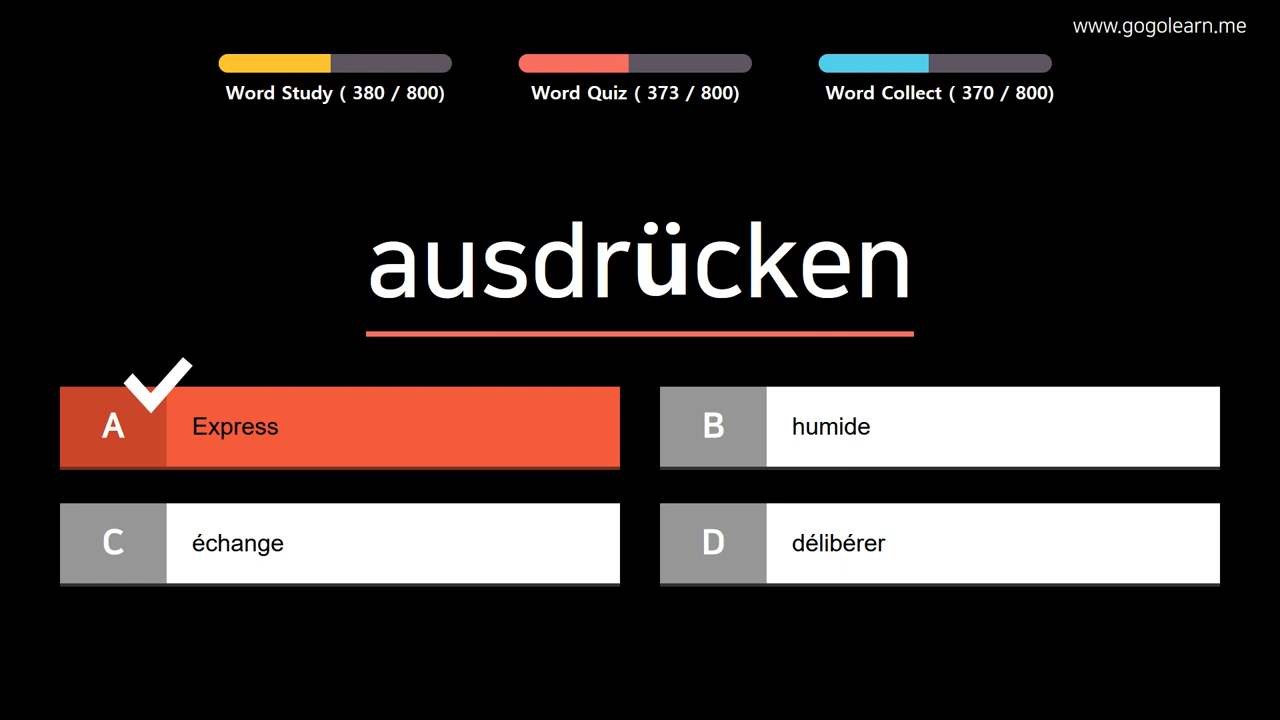 www.gogolearn.me
Word Study ( 380 / 800)
Word Quiz ( 373 / 800)
Word Collect ( 370 / 800)
ausdrücken
A Express
B humide
C échange
D délibérer